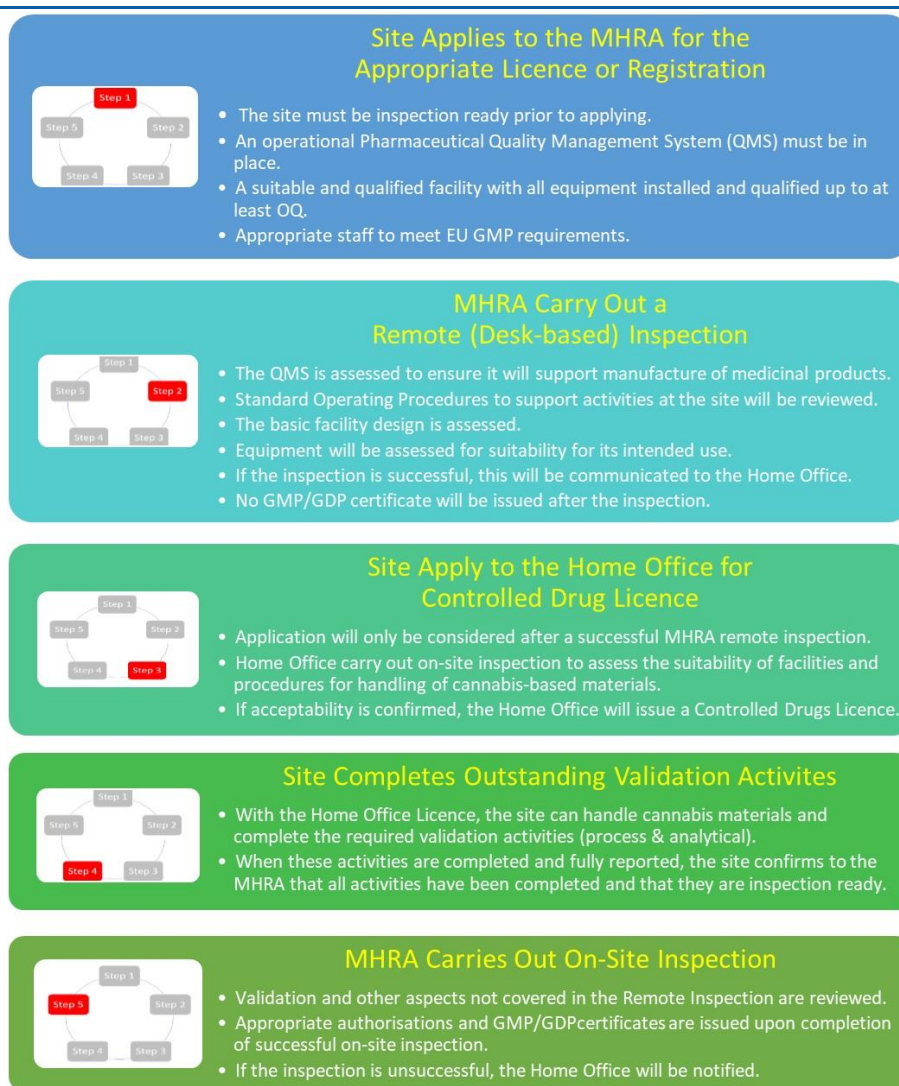 Site Applies to the MHRA for the
Appropriate Licence or Registration
Step 1
Step 5
Step 2
Step 4
Step 3
• The site must be inspection ready prior to applying.
• An operational Pharmaceutical Quality Management System (QMS) must be in
place.
• A suitable and qualified facility with all equipment installed and qualified up to at
least OQ.
• Appropriate staff to meet EU GMP requirements.
MHRA Carry Out a
Remote (Desk-based) Inspection
Step 1
Step 5
Step 2
Step 4
Step 3
• The QMS is assessed to ensure it will support manufacture of medicinal products.
• Standard Operating Procedures to support activities at the site will be reviewed.
• The basic facility design is assessed.
• Equipment will be assessed for suitability for its intended use.
• If the inspection is successful, this will be communicated to the Home Office.
• No GMP/GDP certificate will be issued after the inspection.
Site Apply to the Home Office for
Controlled Drug Licence
Step 1
Step 5
Step 2
Step 4
Step 3
• Application will only be considered after a successful MHRA remote inspection.
• Home Office carry out on-site inspection to assess the suitability of facilities and
procedures for handling of cannabis-based materials.
• If acceptability is confirmed, the Home Office will issue a Controlled Drugs Licence.
Site Completes Outstanding Validation Activites
Step 1
Step 5
Step 2
Step 4
Step 3
• With the Home Office Licence, the site can handle cannabis materials and
complete the required validation activities (process & analytical).
• When these activities are completed and fully reported, the site confirms to the
MHRA that all activities have been completed and that they are inspection ready.
MHRA Carries Out On-Site Inspection
Step 1
Step 5
Step 2
Step 4
Step 3
• Validation and other aspects not covered in the Remote Inspection are reviewed.
• Appropriate authorisations and GMP/GDPcertificates are issued upon completion
of successful on-site inspection.
• If the inspection is unsuccessful, the Home Office will be notified.